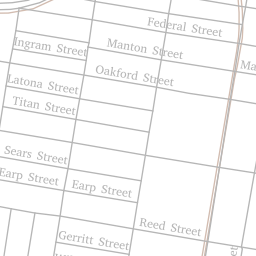 Federal Street
Ingram Street
Manton Street
Oakford Street
Latona Street
Titan Street
Sears Street
Earp Street
Earp Street
Reed Street
Gerritt Street